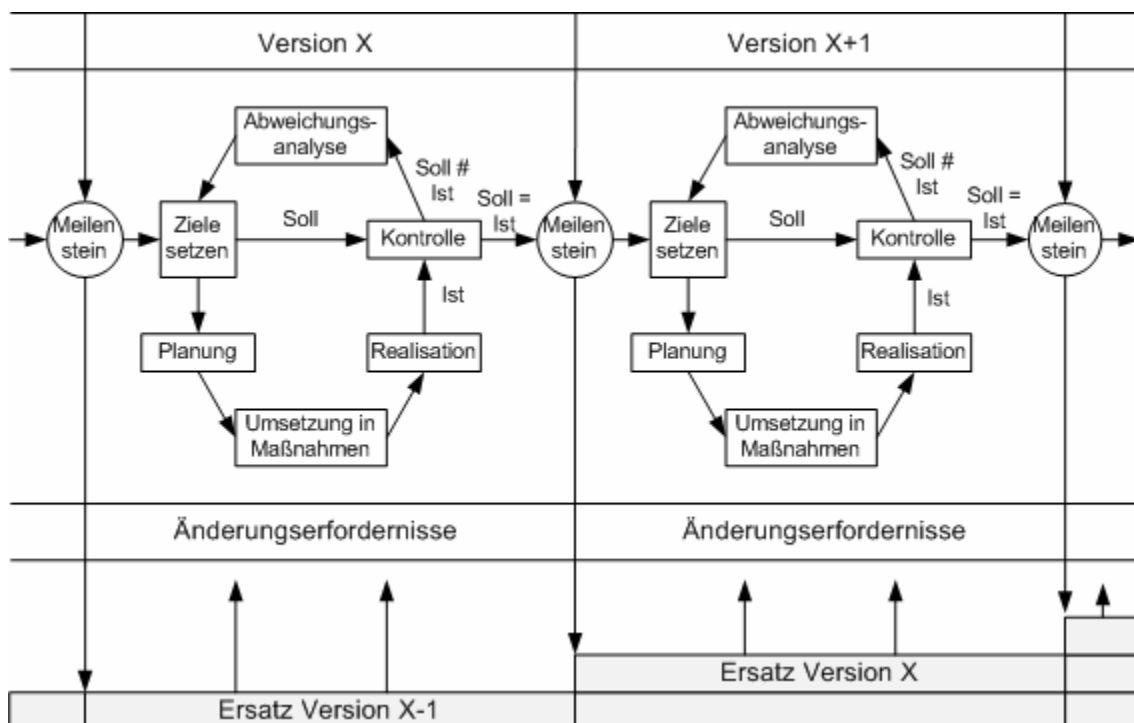 Version X
Version X+1
Abweichungs-
analyse
Soll #
Ist
Soll =
Ist
Meilen
stein
Ziele
setzen
Soll
Kontrolle
Ist
Planung
Realisation
Umsetzung in
Maßnahmen
Meilen
stein
Abweichungs-
analyse
Soll #
Ist
Soll =
Ist
Ziele
setzen
Soll
Kontrolle
Ist
Planung
Realisation
Umsetzung in
Maßnahmen
Meilen
stein
Änderungserfordernisse
Änderungserfordernisse
Ersatz Version X
Ersatz Version X-1